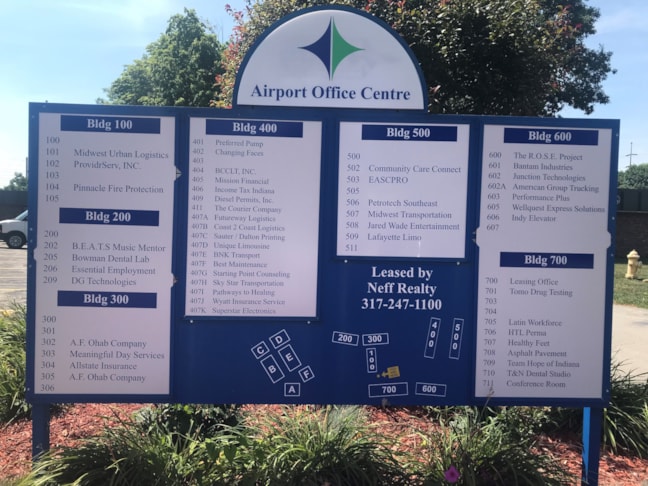 Airport Office Centre
Bldg 100
100
101 Midwest Urban Logistics
102 ProvidrServ, INC.
103
104 Pinnacle Fire Protection
105
Bldg 200
200
202 B.E.A.T.S Music Mentor
205 Bowman Dental Lab
206 Essential Employment
209 DG Technologies
Bldg 300
300
301
302 A.F. Ohab Company
303 Meaningful Day Services
304 Allstate Insurance
305 A.F. Ohab Company
306
Bldg 400
401 Preferred Pump
402 Changing Faces
403
404 BCCLT, INC.
405 Mission Financial
406 Income Tax Indiana
409 Diesel Permits, Inc.
411 The Courier Company
407A Futureway Logistics
407B Coast 2 Coast Logistics
407C Sauter / Dalton Printing
407D Unique Limousine
407E BNK Transport
407F Best Maintenance
407G Starting Point Counseling
407H Sky Star Transportation
407I Pathways to Healing
407J Wyatt Insurance Service
407K Superstar Electronics
Bldg 500
500
502 Community Care Connect
503 EASCPRO
505
506 Petrotech Southeast
507 Midwest Transportation
508 Jared Wade Entertainment
509 Lafayette Limo
511
Leased by
Neff Realty
317-247-1100
Bldg 600
600 The R.O.S.E. Project
601 Bantam Industries
602 Junction Technologies
602A American Group Trucking
603 Performance Plus
605 Wellquest Express Solutions
606 Indy Elevator
607
Bldg 700
700 Leasing Office
701 Tomo Drug Testing
703
704
705 Latin Workforce
706 HTL Perma
707 Healthy Feet
708 Asphalt Pavement
709 Team Hope of Indiana
710 T&N Dental Studio
711 Conference Room
C
D
B
E
F
A
200
300
100
400
500
700
600